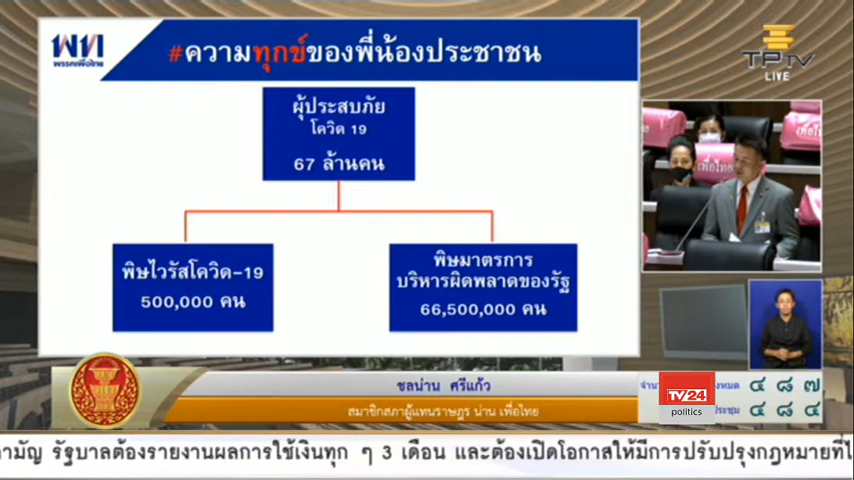 พท
พรรคเพื่อไทย
#ความทุกข์ของพี่น้องประชาชน
TPTV
LIVE
ผู้ประสบภัย
โควิด 19
67 ล้านคน
พิษไวรัสโควิด-19
500,000 คน
พิษมาตรการ
บริหารผิดพลาดของรัฐ
66,500,000 คน
เพื่อไทย
ชลน่าน ศรีแก้ว
สมาชิกสภาผู้แทนราษฎร น่าน เพื่อไทย
๔๘๗
TV24
politics
๔๘๔
ามัญ รัฐบาลต้องรายงานผลการใช้เงินทุก ๆ 3 เดือน และต้องเปิดโอกาสให้มีการปรับปรุงกฎหมายที่